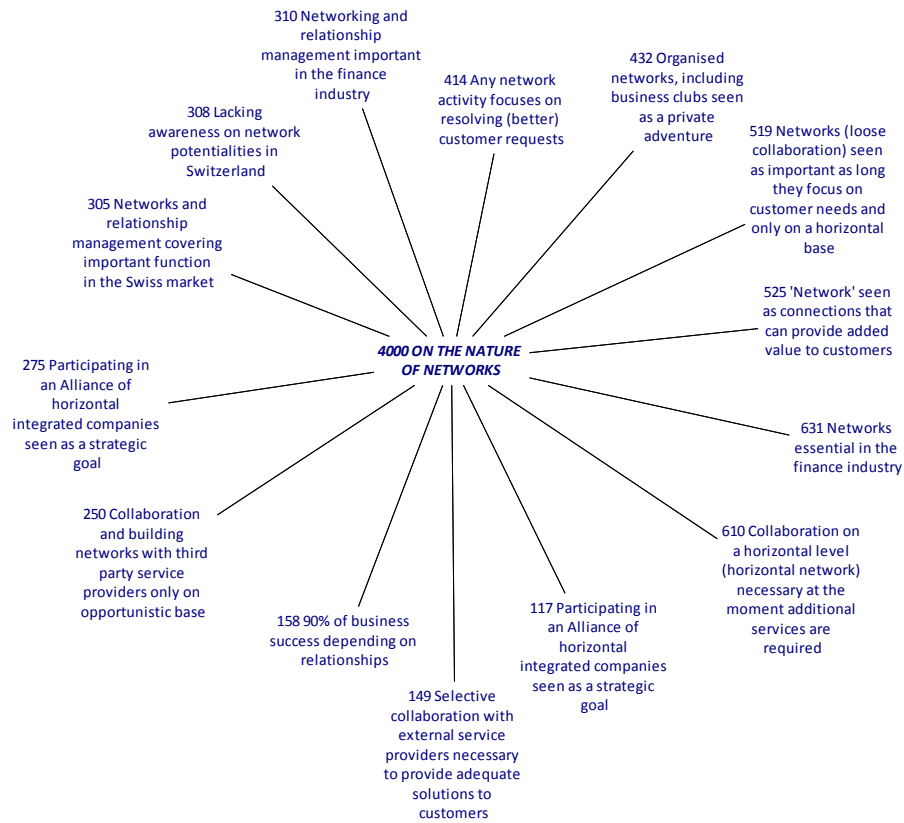 310 Networking and
relationship
management important
in the finance
industry
414 Any network
activity focuses on
resolving (better)
customer requests
432 Organised
networks, including
business clubs seen
as a private
adventure
308 Lacking
awareness on network
potentialities in
Switzerland
519 Networks (loose
collaboration) seen
as important as long
they focus on
customer needs and
only on a horizontal
base
305 Networks and
relationship
management covering
important function
in the Swiss market
525 'Network' seen
as connections that
can provide added
value to customers
4000 ON THE NATURE
OF NETWORKS
275 Participating in
an Alliance of
horizontal
integrated companies
seen as a strategic
goal
631 Networks
essential in the
finance industry
250 Collaboration
and building
networks with third
party service
providers only on
opportunistic base
610 Collaboration on
a horizontal level
(horizontal network)
necessary at the
moment additional
services are
required
158 90% of business
success depending on
relationships
117 Participating in
an Alliance of
horizontal
integrated companies
seen as a strategic
goal
149 Selective
collaboration with
external service
providers necessary
to provide adequate
solutions to
customers